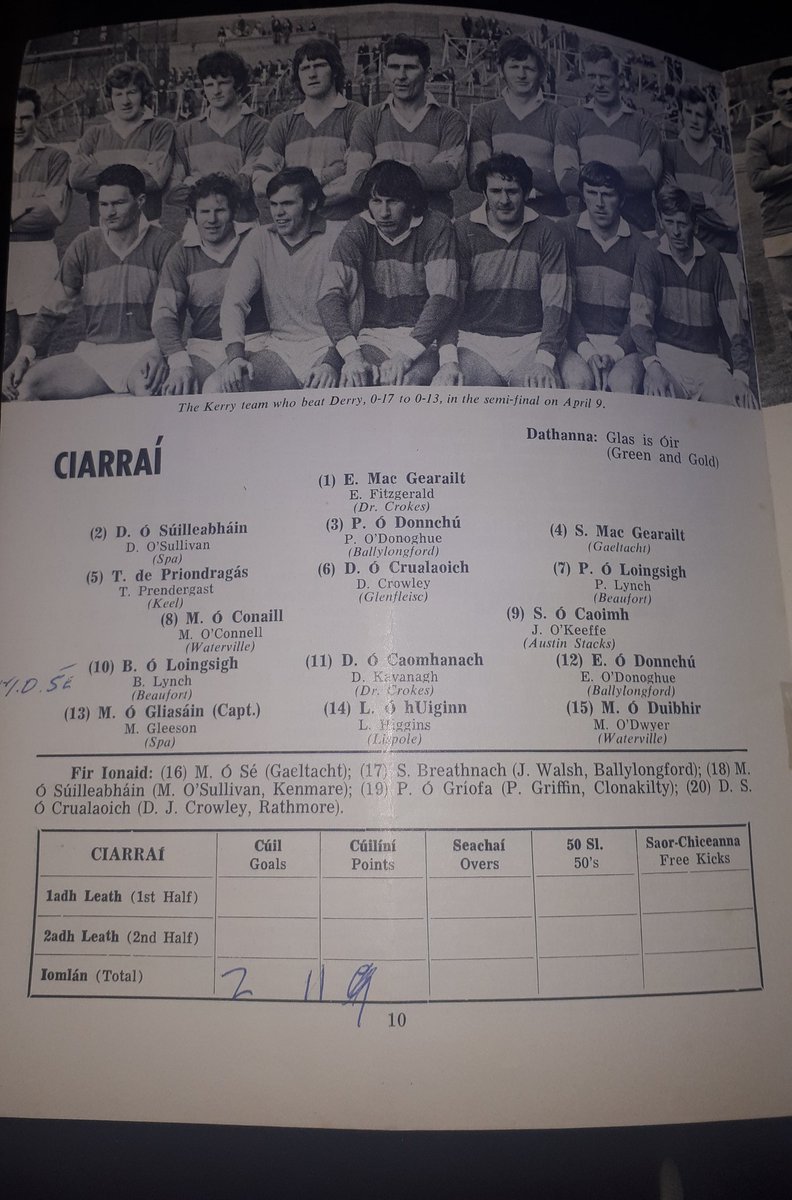 The Kerry team who beat Derry, 0-17 to 0-13, in the semi-final on April 9.
CIARRAÍ
Dathanna: Glas is Óir
(Green and Gold)
(1) E. Mac Gearailt
E. Fitzgerald
(Dr. Crokes)
(2) D. Ó Súilleabháin
D. O'Sullivan
(Spa)
(3) P. Ó Donnchú
P. O'Donoghue
(Ballylongford)
(4) S. Mac Gearailt
(Gaeltacht)
(5) T. de Priondragás
T. Prendergast
(Keel)
(6) D. Ó Crualaoich
D. Crowley
(Glenfleisc)
(7) P. Ó Loingsigh
P. Lynch
(Beaufort)
(8) M. Ó Conaill
M. O'Connell
(Waterville)
(9) S. Ó Caoimh
J. O'Keeffe
(Austin Stacks)
D. SÉ
(10) B. Ó Loingsigh
B. Lynch
(Beaufort)
(11) D. Ó Caomhanach
D. Kavanagh
(Dr. Crokes)
(12) E. Ó Donnchú
E. O'Donoghue
(Ballylongford)
(13) M. Ó Gliasáin (Capt.)
M. Gleeson
(Spa)
(14) L. Ó hUiginn
L. Higgins
(Lispole)
(15) M. Ó Duibhir
M. O'Dwyer
(Waterville)
Fir Ionaid: (16) M. Ó Sé (Gaeltacht); (17) S. Breathnach (J. Walsh, Ballylongford); (18) M.
Ó Súilleabháin (M. O'Sullivan, Kenmare); (19) P. Ó Gríofa (P. Griffin, Clonakilty); (20) D. S.
Ó Crualaoich (D. J. Crowley, Rathmore).
CIARRAÍ
Cúil
Goals
Cúilíní
Points
Seachaí
Overs
50 Sl.
50's
Saor-Chiceanna
Free Kicks
1adh Leath (1st Half)
2adh Leath (2nd Half)
Iomlán (Total) 2 11 9
10